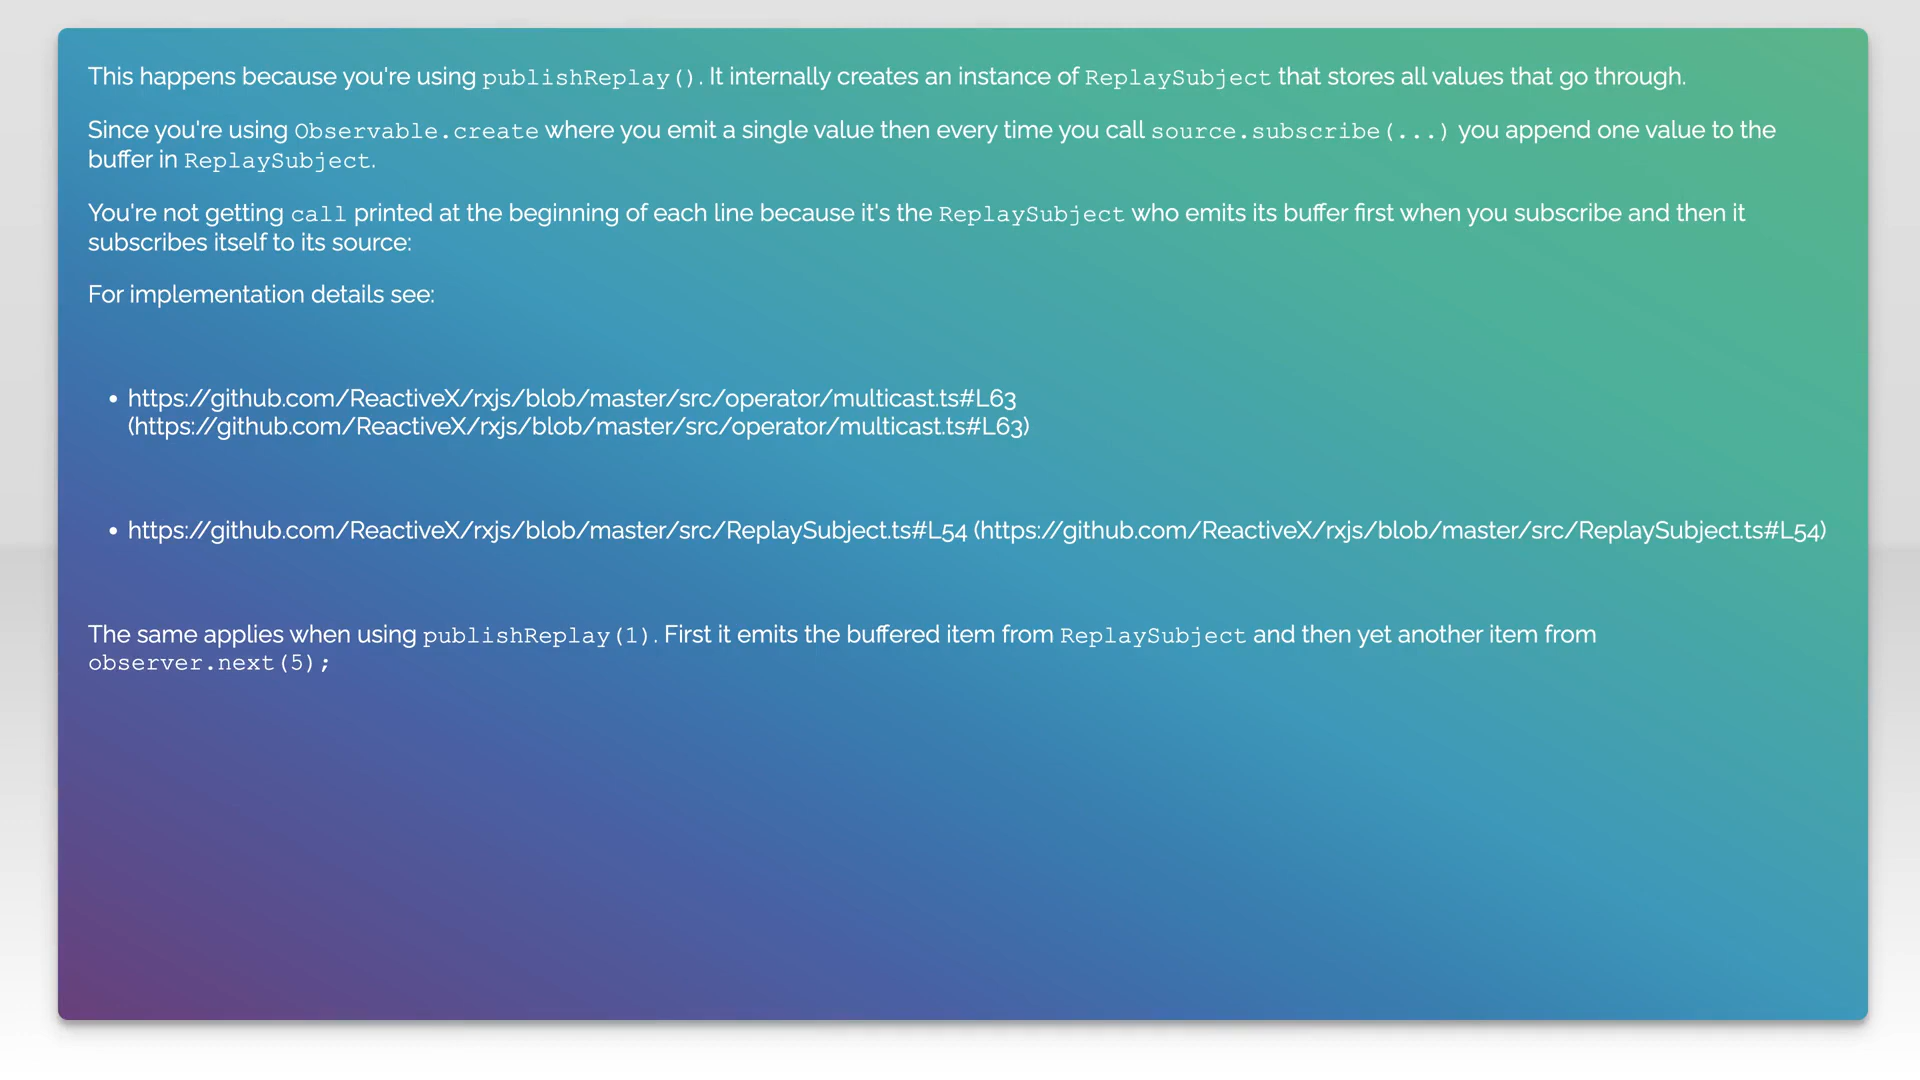 This happens because you're using publishReplay(). It internally creates an instance of ReplaySubject that stores all values that go through.
Since you're using Observable.create where you emit a single value then every time you call source.subscribe(...) you append one value to the
buffer in ReplaySubject.
You're not getting call printed at the beginning of each line because it's the ReplaySubject who emits its buffer first when you subscribe and then it
subscribes itself to its source:
For implementation details see:
• https://github.com/ReactiveX/rxjs/blob/master/src/operator/multicast.ts#L63
(https://github.com/ReactiveX/rxjs/blob/master/src/operator/multicast.ts#L63)
• https://github.com/ReactiveX/rxjs/blob/master/src/ReplaySubject.ts#L54 (https://github.com/ReactiveX/rxjs/blob/master/src/ReplaySubject.ts#L54)
The same applies when using publishReplay(1). First it emits the buffered item from ReplaySubject and then yet another item from
observer.next(5);